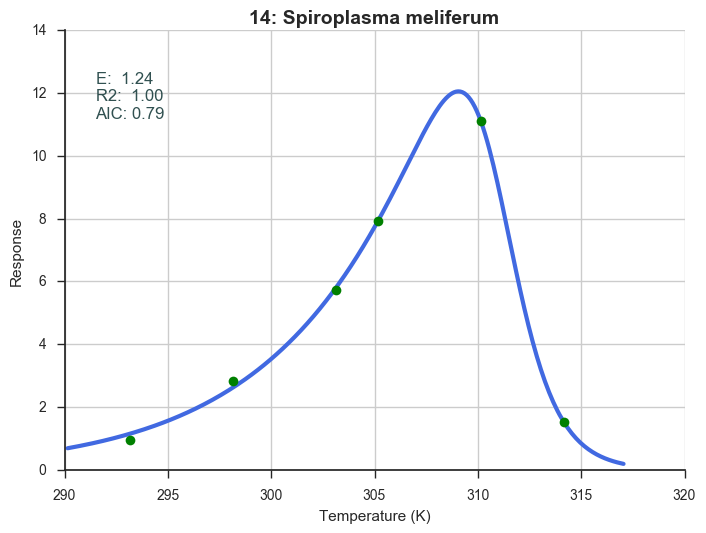 14: Spiroplasma meliferum
E: 1.24
R2: 1.00
AIC: 0.79
Response
14
12
10
8
6
4
2
0
290 295 300 305 310 315 320
Temperature (K)